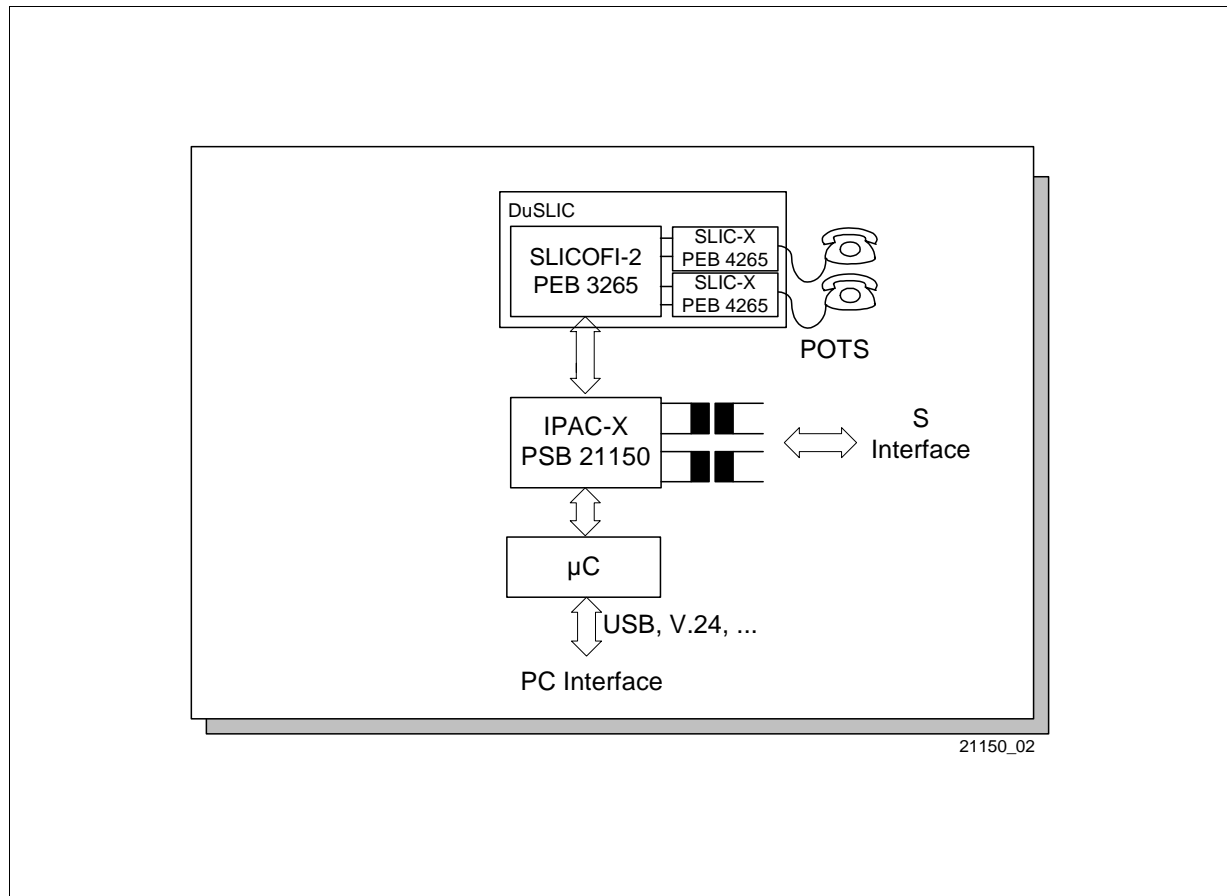 DuSLIC
SLICOFI-2
PEB 3265
SLIC-X
PEB 4265
SLIC-X
PEB 4265
POTS
IPAC-X
PSB 21150
S
Interface
µC
USB, V.24, ...
PC Interface
21150_02